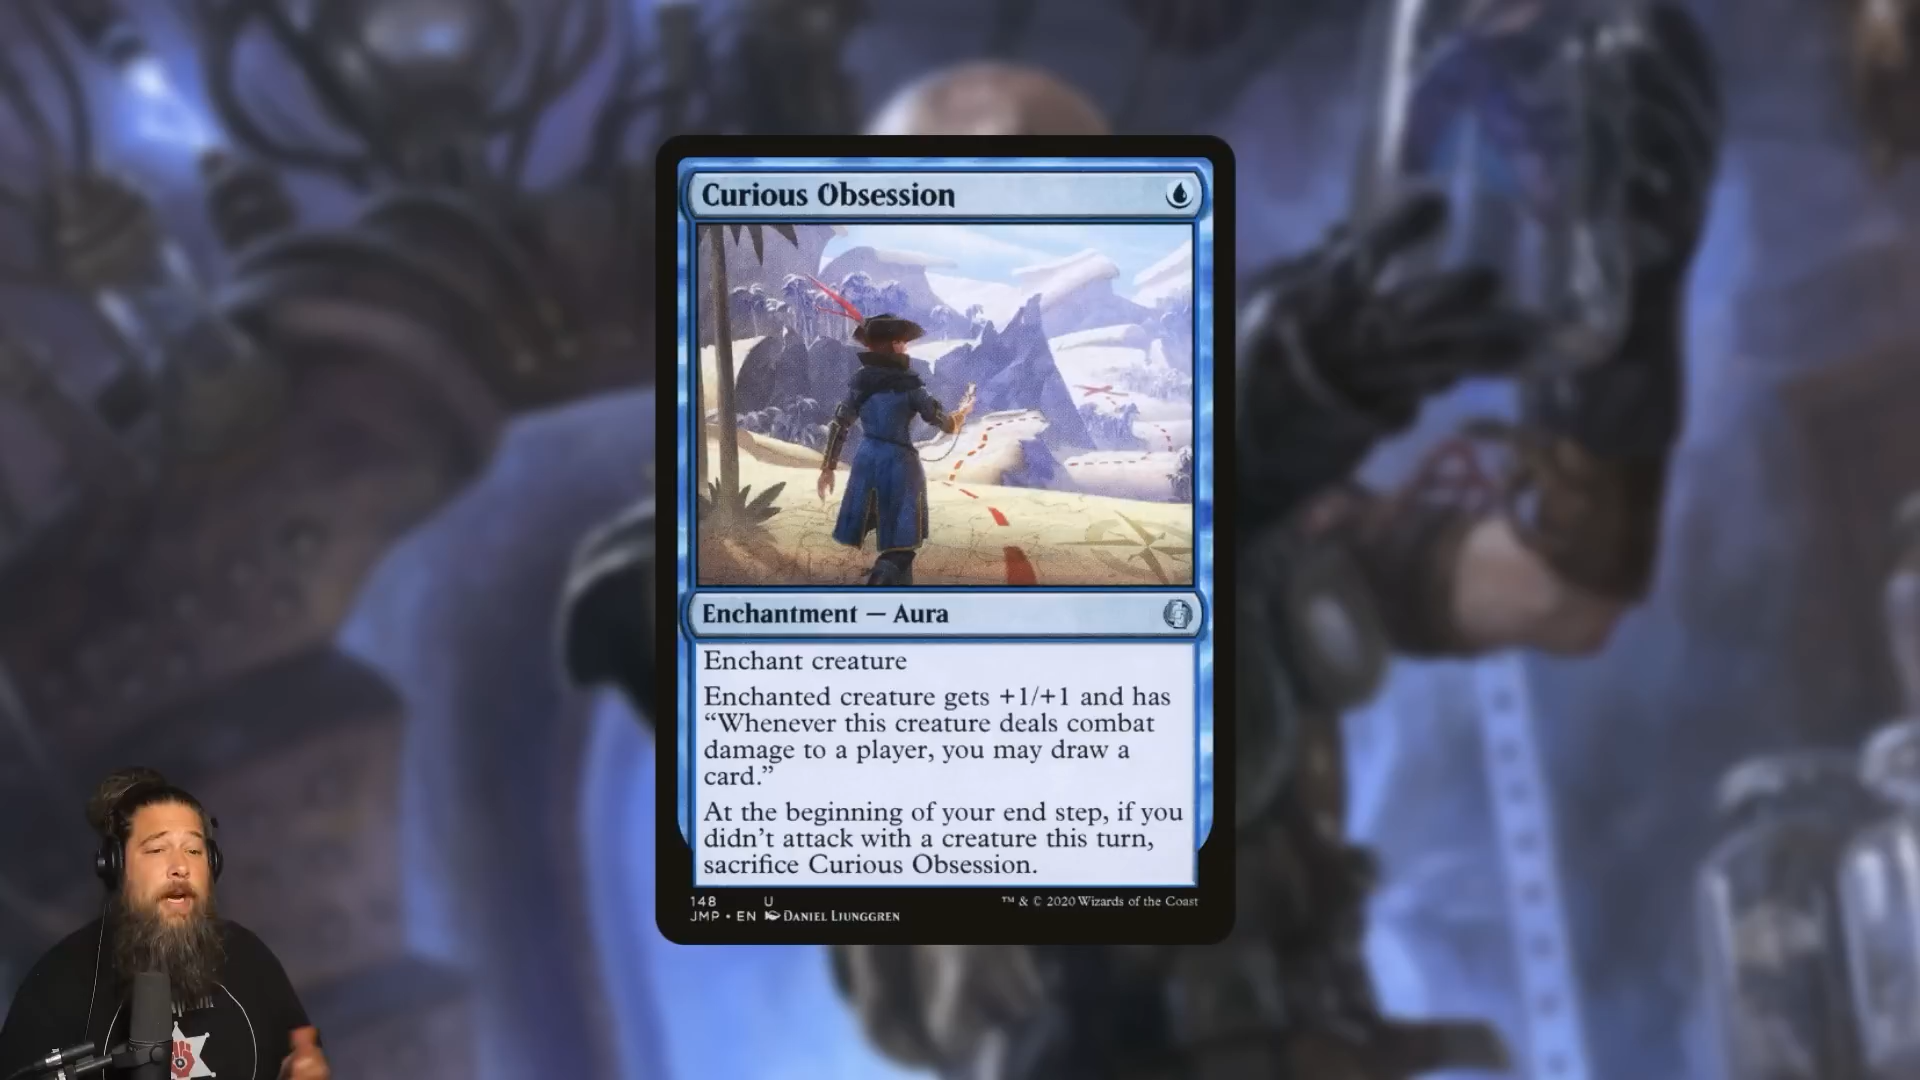 Curious Obsession
Enchantment — Aura
Enchant creature
Enchanted creature gets +1/+1 and has
“Whenever this creature deals combat
damage to a player, you may draw a
card.”
At the beginning of your end step, if you
didn’t attack with a creature this turn,
sacrifice Curious Obsession.
148 U
™ & © 2020 Wizards of the Coast
JMP • EN DANIEL LJUNGGREN